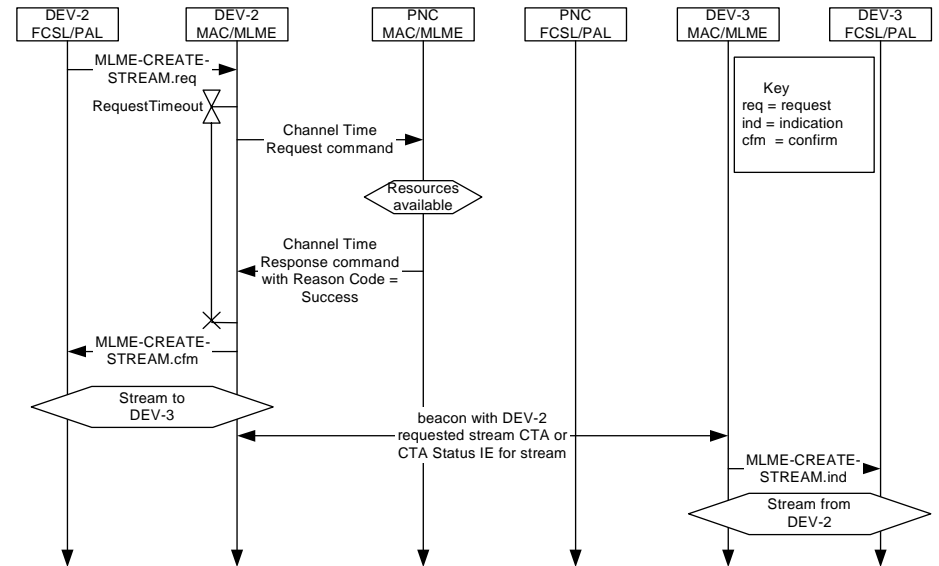 DEV-2
FCSL/PAL
DEV-2
MAC/MLME
PNC
MAC/MLME
PNC
FCSL/PAL
DEV-3
MAC/MLME
DEV-3
FCSL/PAL
MLME-CREATE-
STREAM.req
RequestTimeout
Key
req = request
ind = indication
cfm = confirm
Channel Time
Request command
Resources
available
Channel Time
Response command
with Reason Code =
Success
MLME-CREATE-
STREAM.cfm
Stream to
DEV-3
beacon with DEV-2
requested stream CTA or
CTA Status IE for stream
MLME-CREATE-
STREAM.ind
Stream from
DEV-2